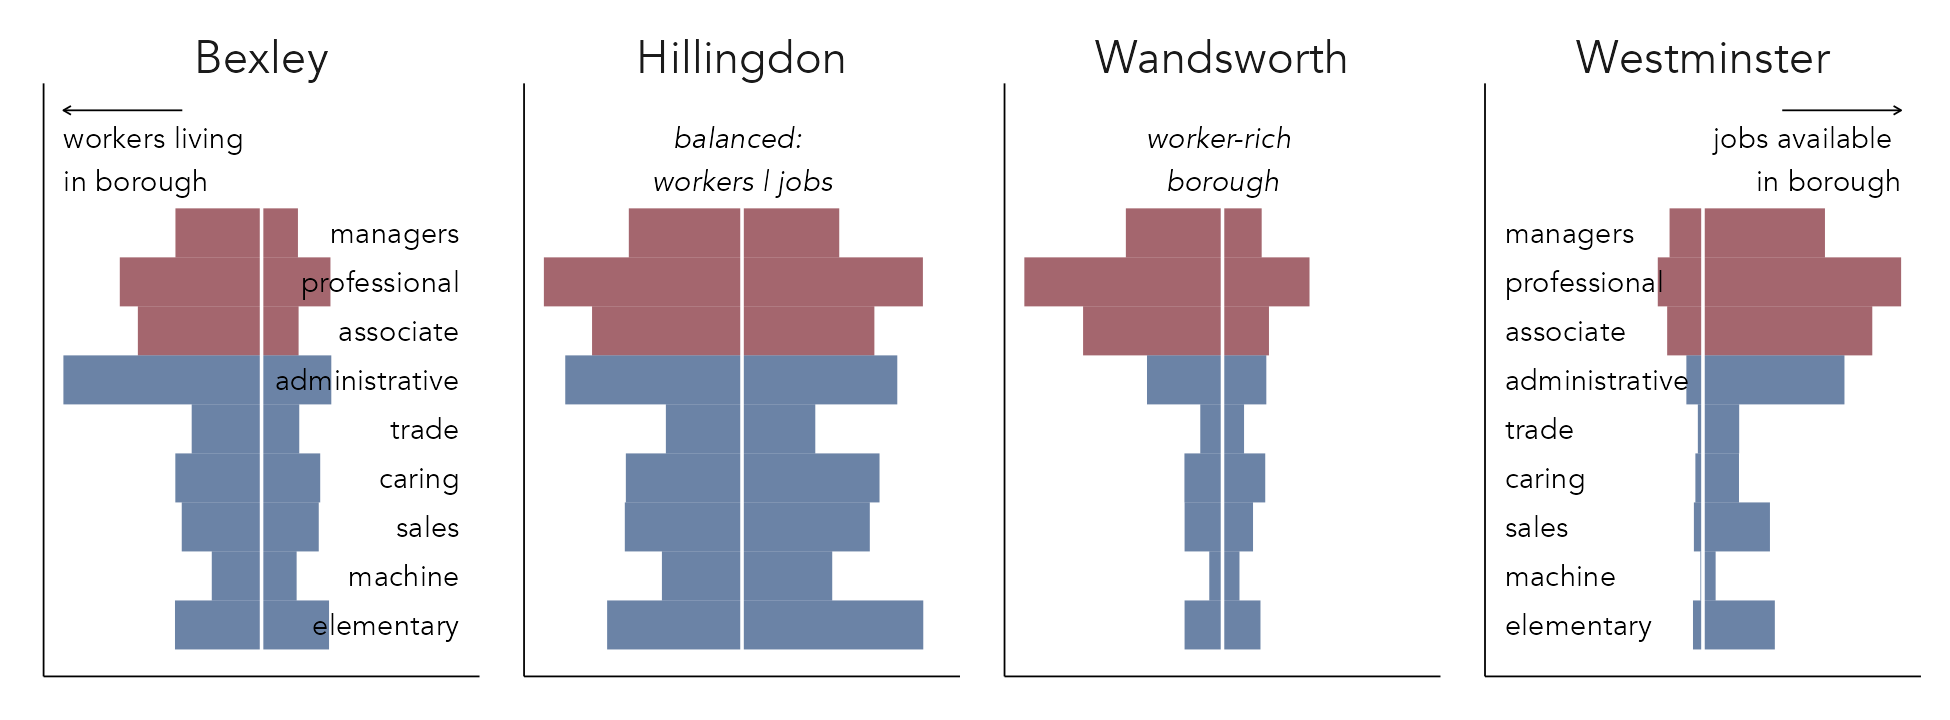 Bexley
workers living
in borough
managers
professional
associate
administrative
trade
caring
sales
machine
elementary
Hillingdon
balanced:
workers | jobs
Wandsworth
worker-rich
borough
Westminster
jobs available
in borough
managers
professional
associate
administrative
trade
caring
sales
machine
elementary